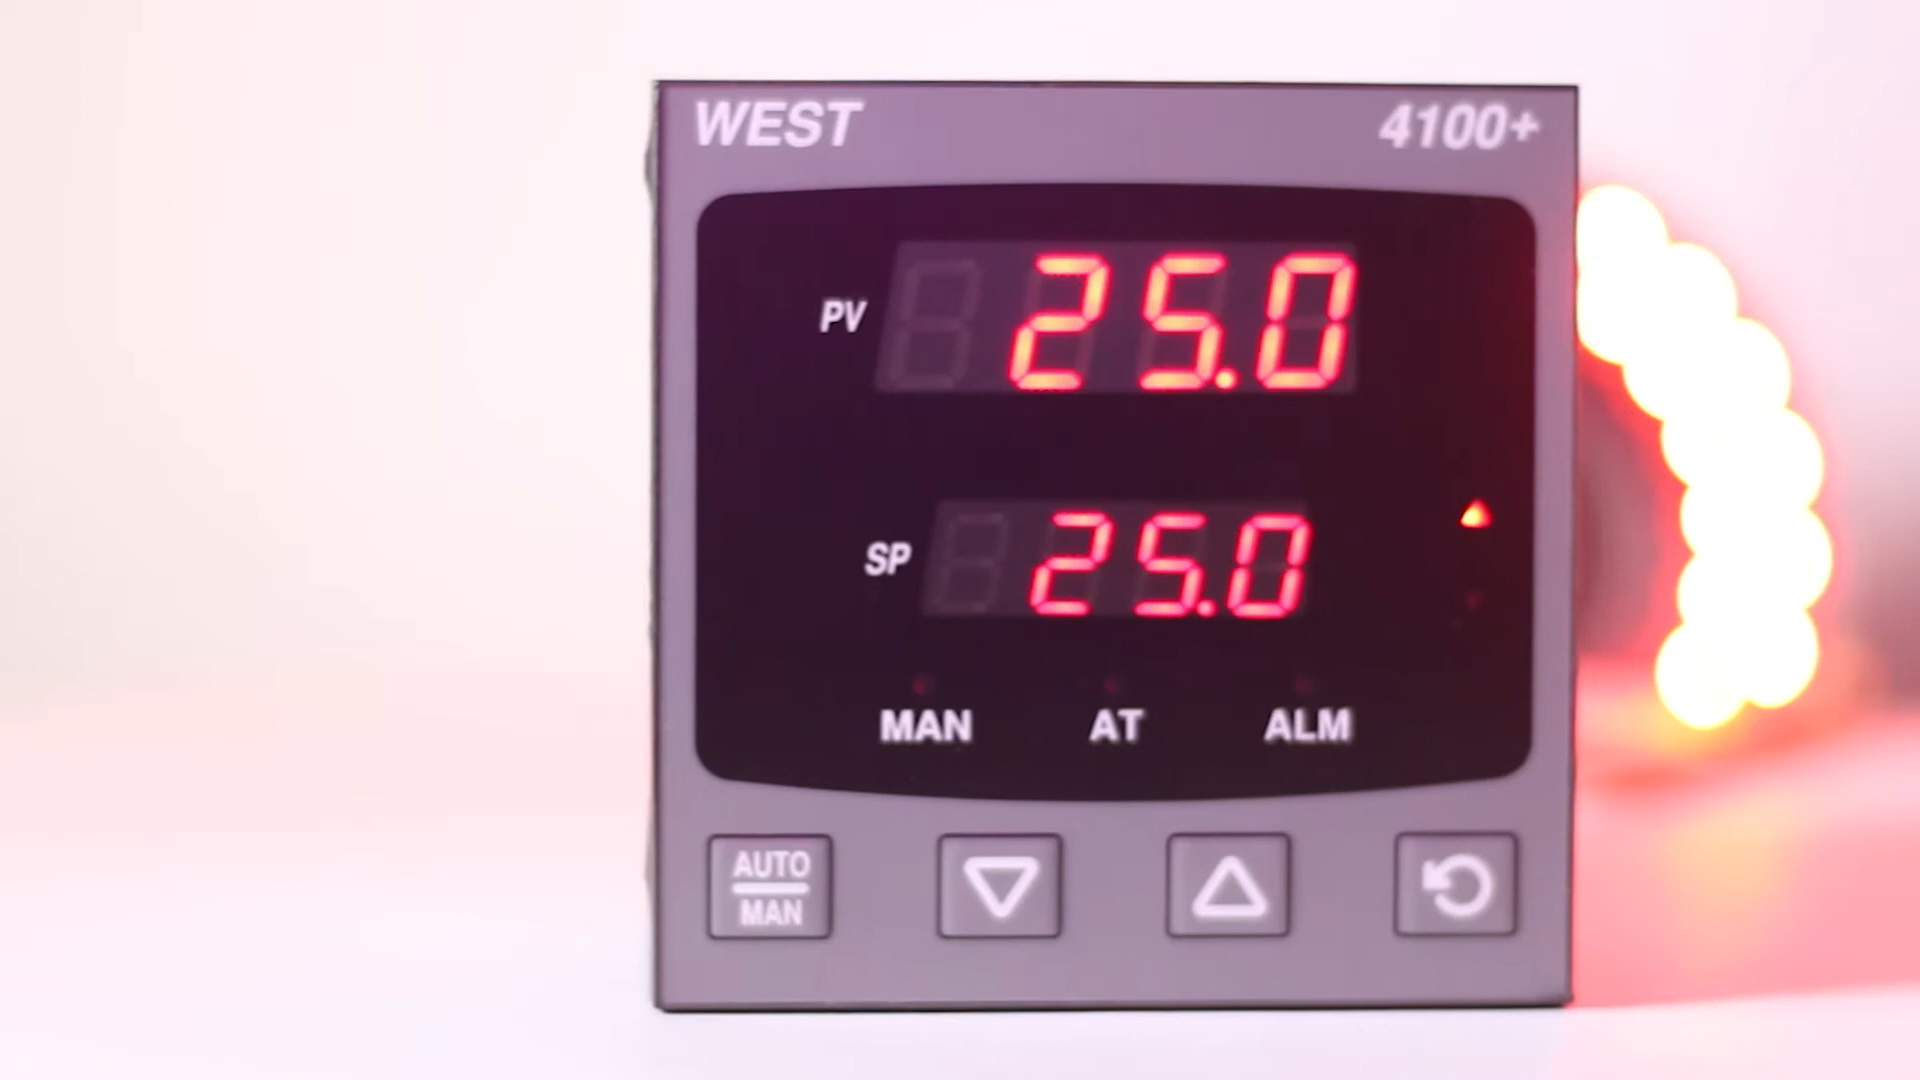 WEST 4100+
PV 25.0
SP 25.0
MAN AT ALM
AUTO
MAN